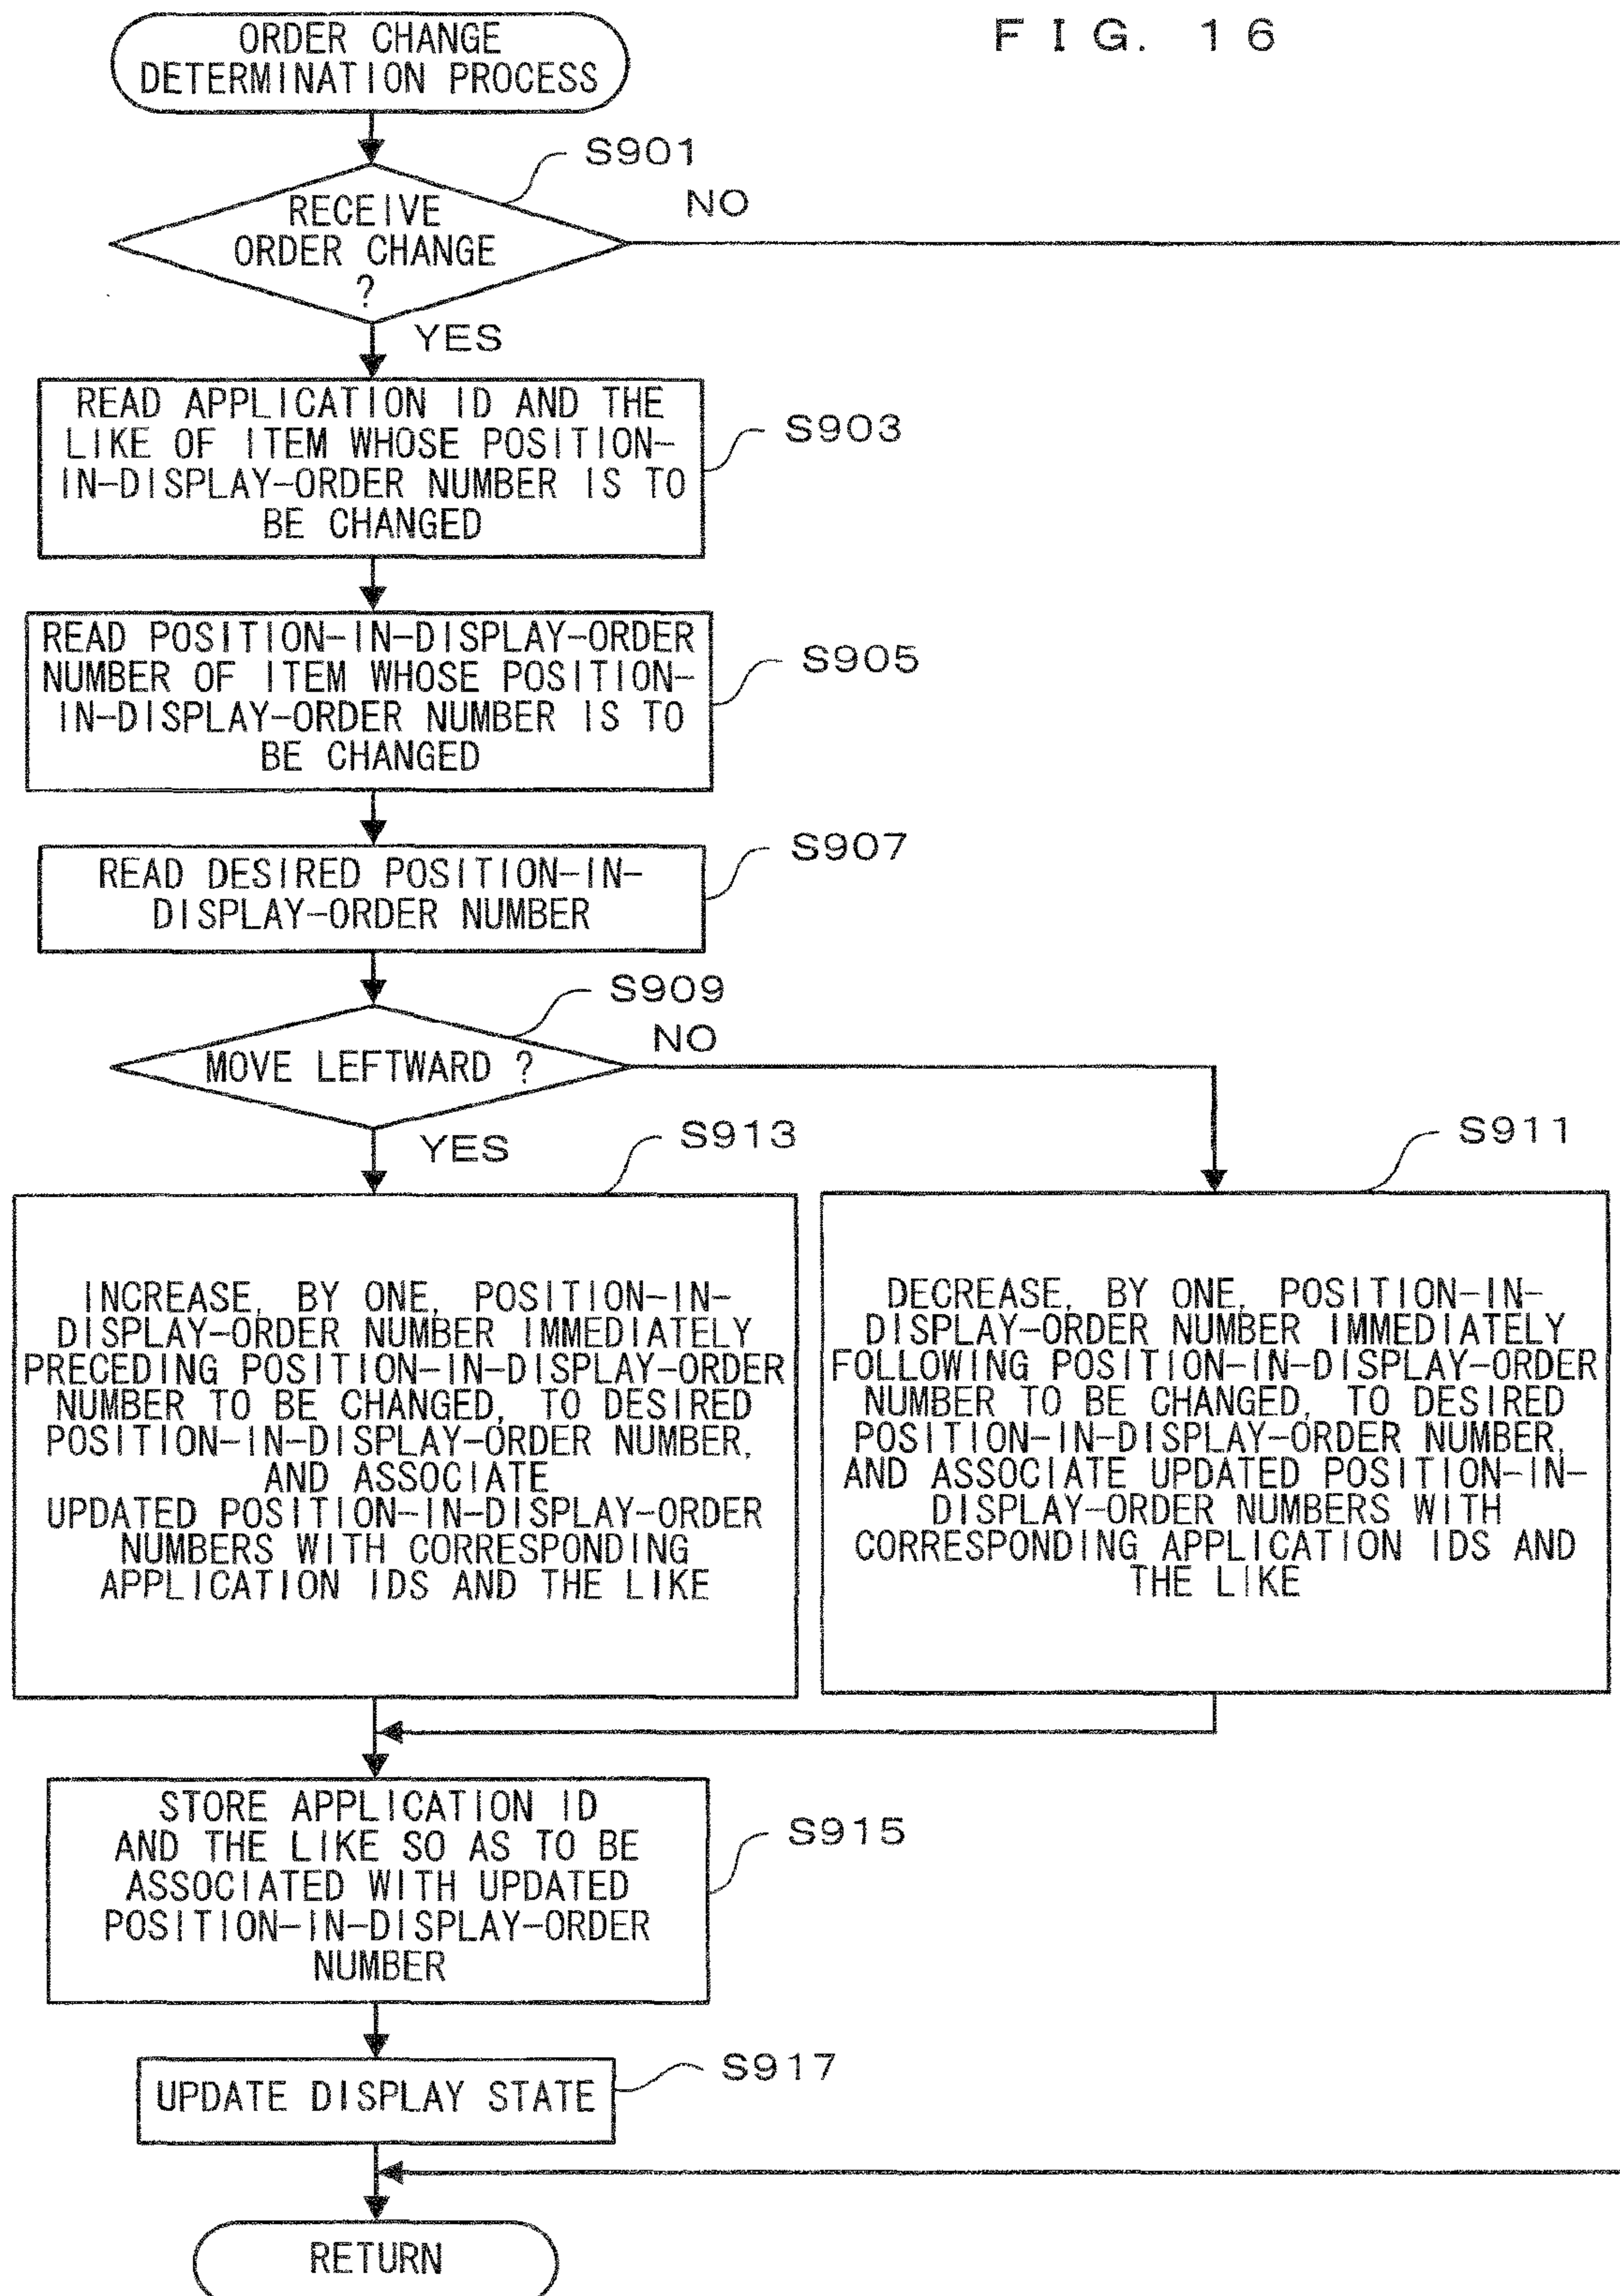 FIG. 16
ORDER CHANGE
DETERMINATION PROCESS
S901
RECEIVE
ORDER CHANGE
?
NO
YES
READ APPLICATION ID AND THE
LIKE OF ITEM WHOSE POSITION-
IN-DISPLAY-ORDER NUMBER IS TO
BE CHANGED
S903
READ POSITION-IN-DISPLAY-ORDER
NUMBER OF ITEM WHOSE POSITION-
IN-DISPLAY-ORDER NUMBER IS TO
BE CHANGED
S905
READ DESIRED POSITION-IN-
DISPLAY-ORDER NUMBER
S907
S909
MOVE LEFTWARD ?
NO
YES
S913
INCREASE, BY ONE, POSITION-IN-
DISPLAY-ORDER NUMBER IMMEDIATELY
PRECEDING POSITION-IN-DISPLAY-ORDER
NUMBER TO BE CHANGED, TO DESIRED
POSITION-IN-DISPLAY-ORDER NUMBER,
AND ASSOCIATE
UPDATED POSITION-IN-DISPLAY-ORDER
NUMBERS WITH CORRESPONDING
APPLICATION IDS AND THE LIKE
S911
DECREASE, BY ONE, POSITION-IN-
DISPLAY-ORDER NUMBER IMMEDIATELY
FOLLOWING POSITION-IN-DISPLAY-ORDER
NUMBER TO BE CHANGED, TO DESIRED
POSITION-IN-DISPLAY-ORDER NUMBER,
AND ASSOCIATE UPDATED POSITION-IN-
DISPLAY-ORDER NUMBERS WITH
CORRESPONDING APPLICATION IDS AND
THE LIKE
STORE APPLICATION ID
AND THE LIKE SO AS TO BE
ASSOCIATED WITH UPDATED
POSITION-IN-DISPLAY-ORDER
NUMBER
S915
UPDATE DISPLAY STATE
S917
RETURN